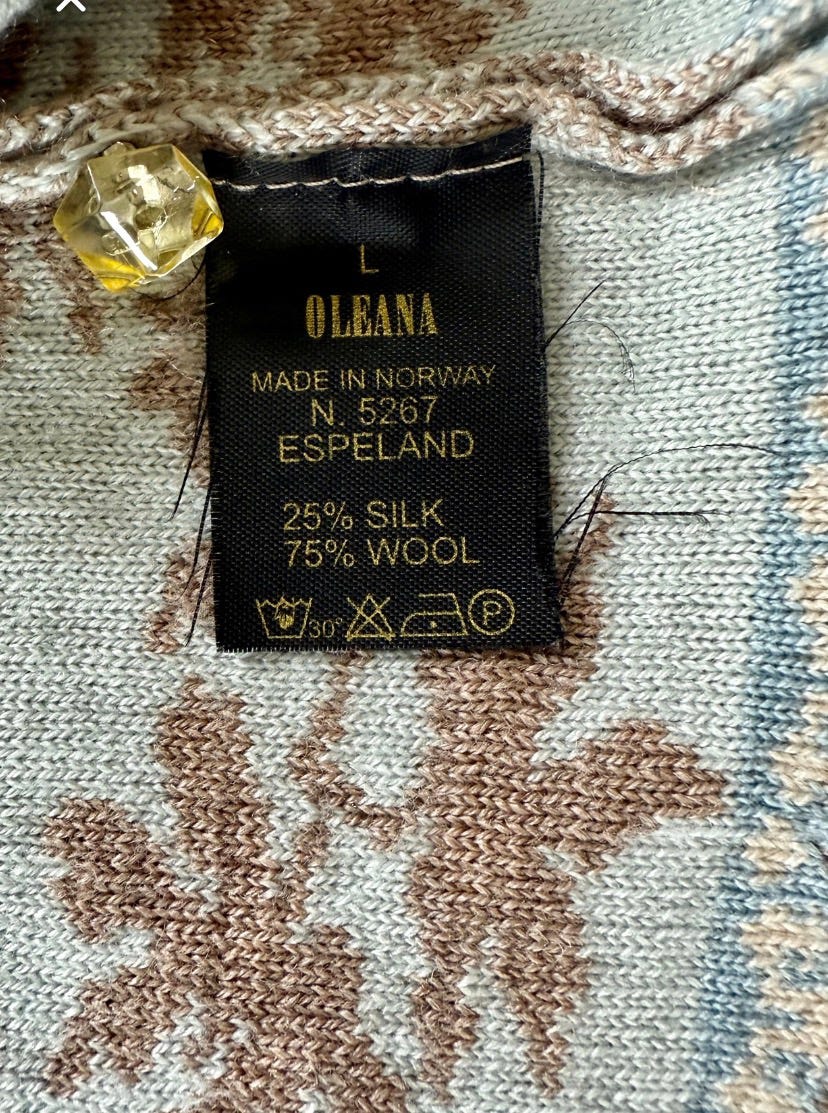 L
OLEANA
MADE IN NORWAY
N. 5267
ESPELAND
25% SILK
75% WOOL
30° P